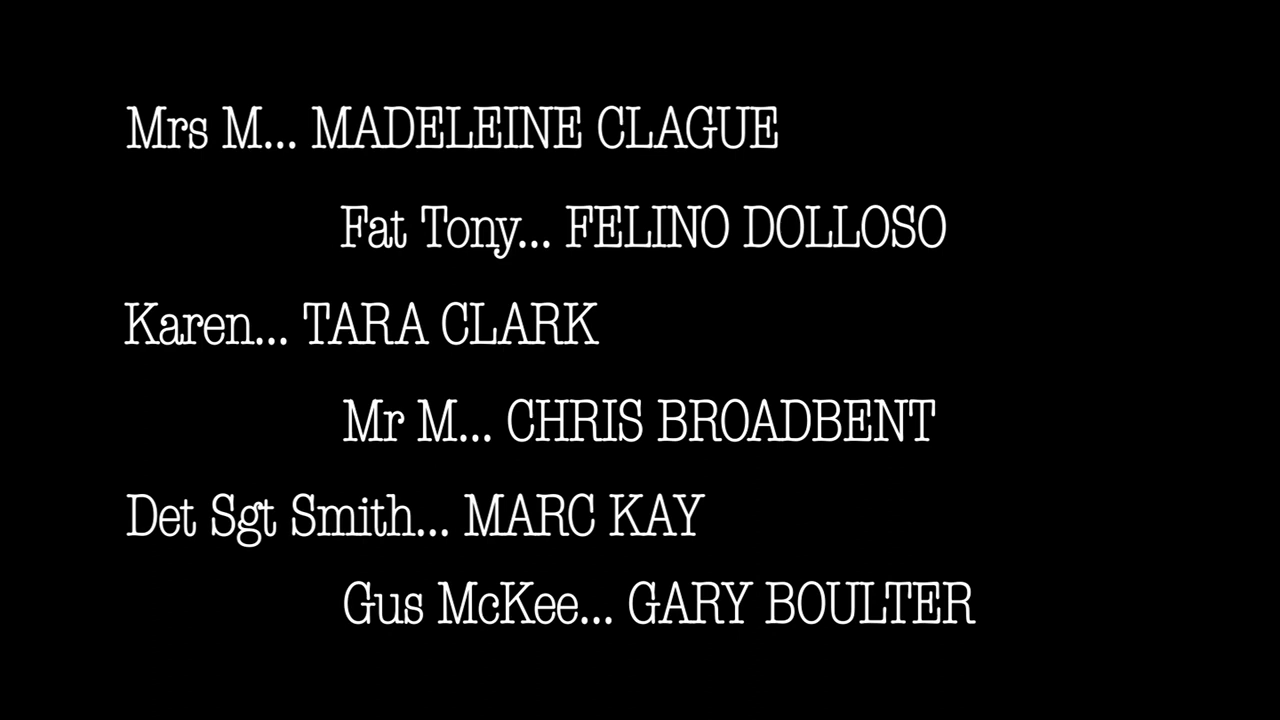 Mrs M... MADELEINE CLAGUE
Fat Tony... FELINO DOLLOSO
Karen... TARA CLARK
Mr M... CHRIS BROADBENT
Det Sgt Smith... MARC KAY
Gus McKee... GARY BOULTER